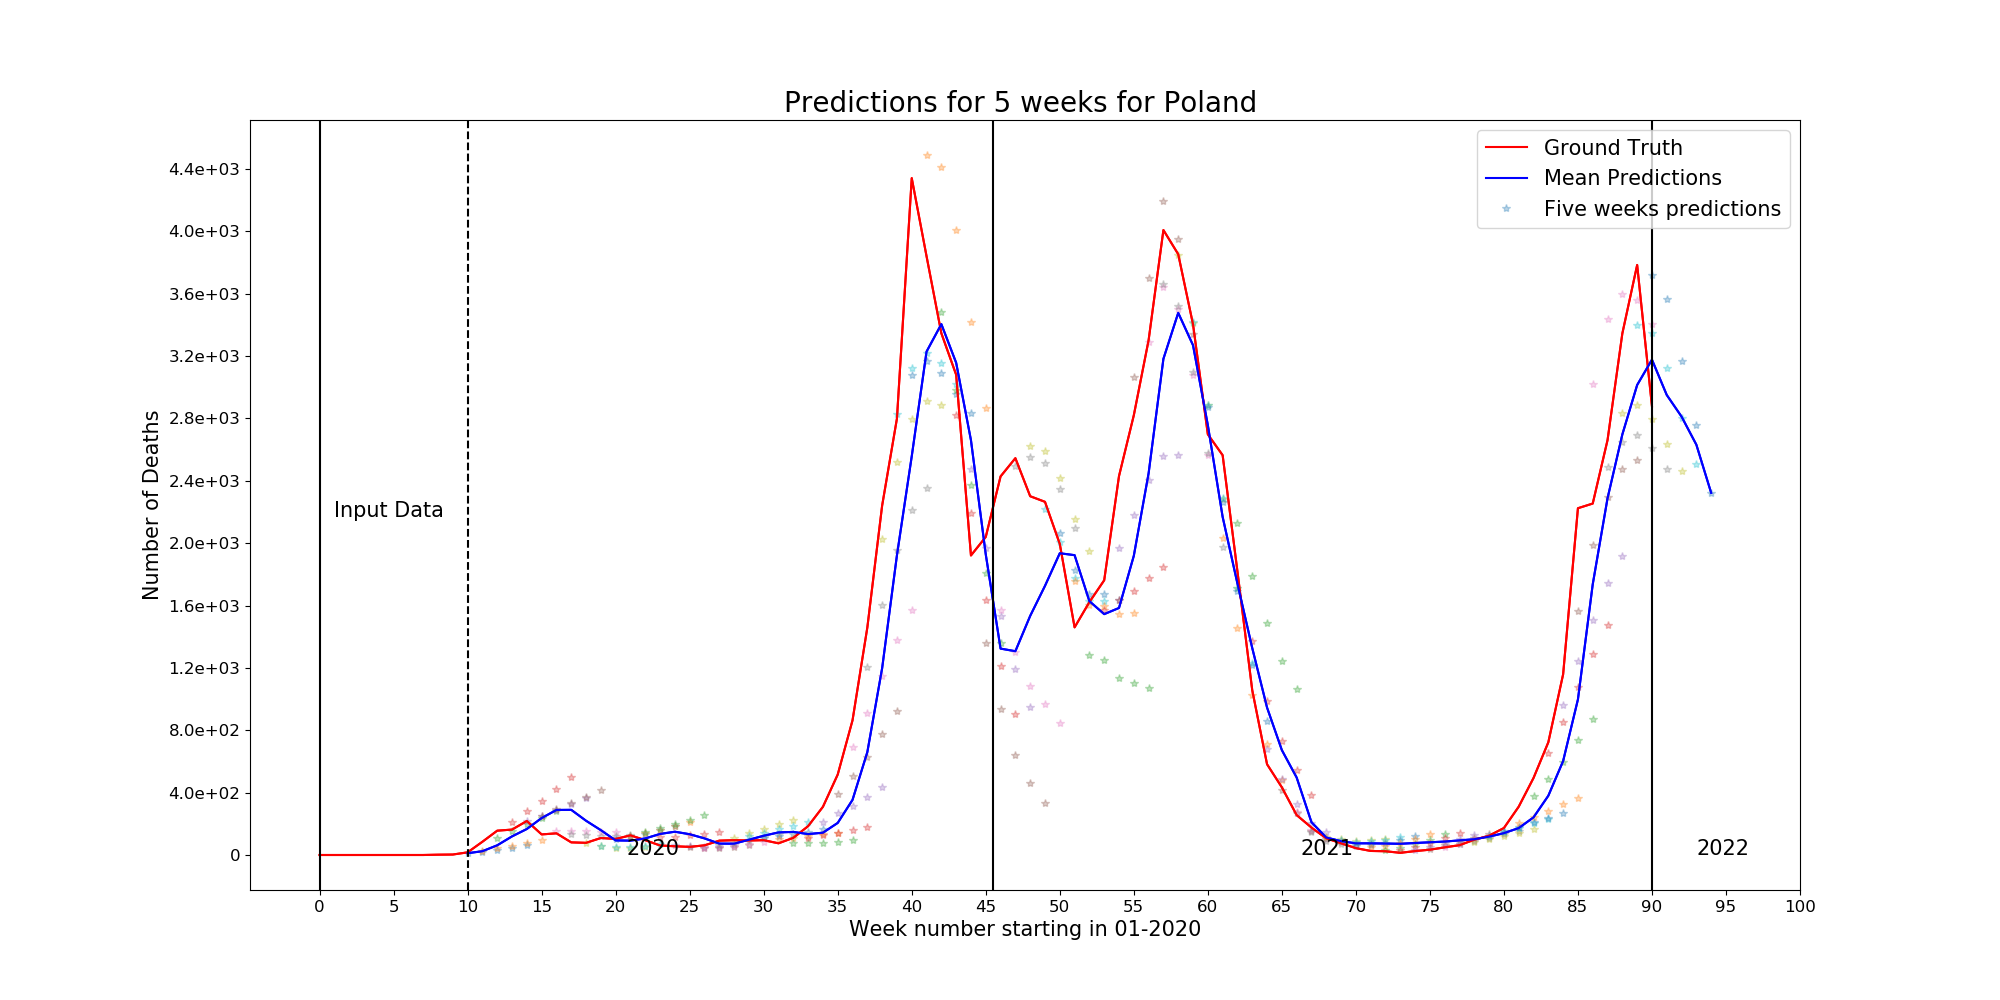 Predictions for 5 weeks for Poland
Ground Truth
Mean Predictions
Five weeks predictions
4.4e+03
4.0e+03
3.6e+03
3.2e+03
2.8e+03
2.4e+03
2.0e+03
1.6e+03
1.2e+03
8.0e+02
4.0e+02
0
Number of Deaths
Input Data
2020
2021
2022
0 5 10 15 20 25 30 35 40 45 50 55 60 65 70 75 80 85 90 95 100
Week number starting in 01-2020